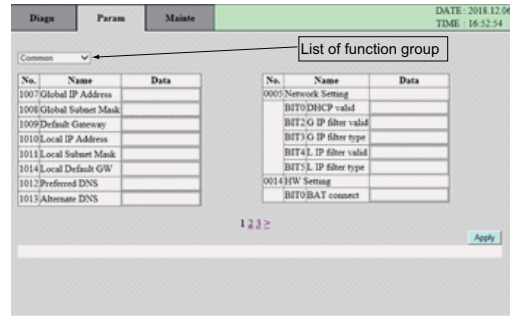 Diagn Param Mainte
DATE : 2018.12.06
TIME : 16:52:54
List of function group
Common
No. Name Data
1007 Global IP Address
1008 Global Subnet Mask
1009 Default Gateway
1010 Local IP Address
1011 Local Subnet Mask
1014 Local Default GW
1012 Preferred DNS
1013 Alternate DNS
No. Name Data
0005 Network Setting
BIT0 DHCP valid
BIT2 G IP filter valid
BIT3 G IP filter type
BIT4 L IP filter valid
BIT5 L IP filter type
0014 HW Setting
BIT0 BAT connect
1 2 3 >
Apply